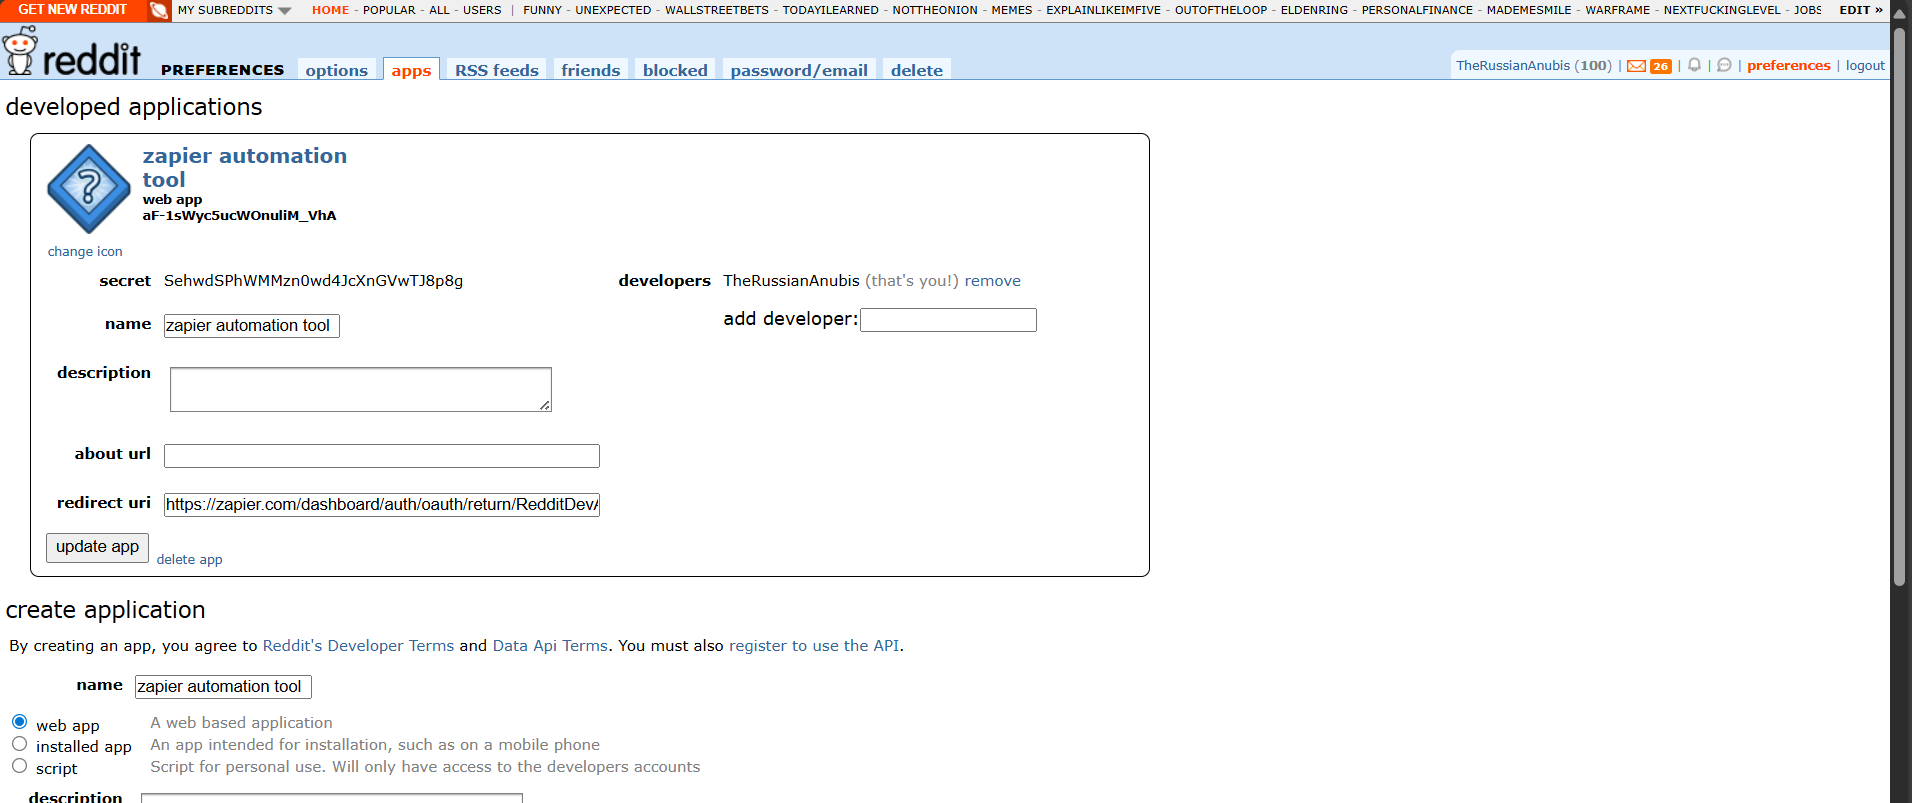 GET NEW REDDIT MY SUBREDDITS HOME - POPULAR - ALL - USERS | FUNNY - UNEXPECTED - WALLSTREETBETS - TODAYILEARNED - NOTTHEONION - MEMES - EXPLAINLIKEIMFIVE - OUTOFTHELOOP - ELDENRING - PERSONALFINANCE - MADEMESMILE - WARFRAME - NEXTFUCKINGLEVEL - JOBS EDIT »
reddit PREFERENCES options apps RSS feeds friends blocked password/email delete TheRussianAnubis (100) | 26 | | | preferences | logout
developed applications
zapier automation
tool
web app
aF-1sWyc5ucWOnuliM_VhA
change icon
secret SehwdSPhWMMzn0wd4JcXnGVwTJ8p8g developers TheRussianAnubis (that's you!) remove
name zapier automation tool add developer:
description
about url
redirect uri https://zapier.com/dashboard/auth/oauth/return/RedditDevA
update app delete app
create application
By creating an app, you agree to Reddit's Developer Terms and Data Api Terms. You must also register to use the API.
name zapier automation tool
web app A web based application
installed app An app intended for installation, such as on a mobile phone
script Script for personal use. Will only have access to the developers accounts
description